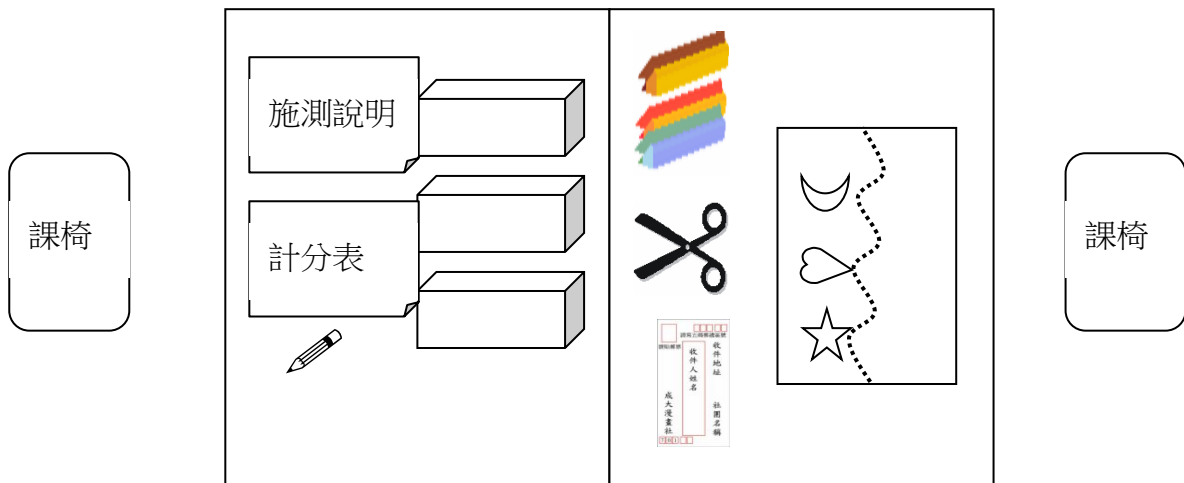 課椅
施測說明
計分表
收件地址
收件人姓名
社團名稱
成大漫畫社
課椅